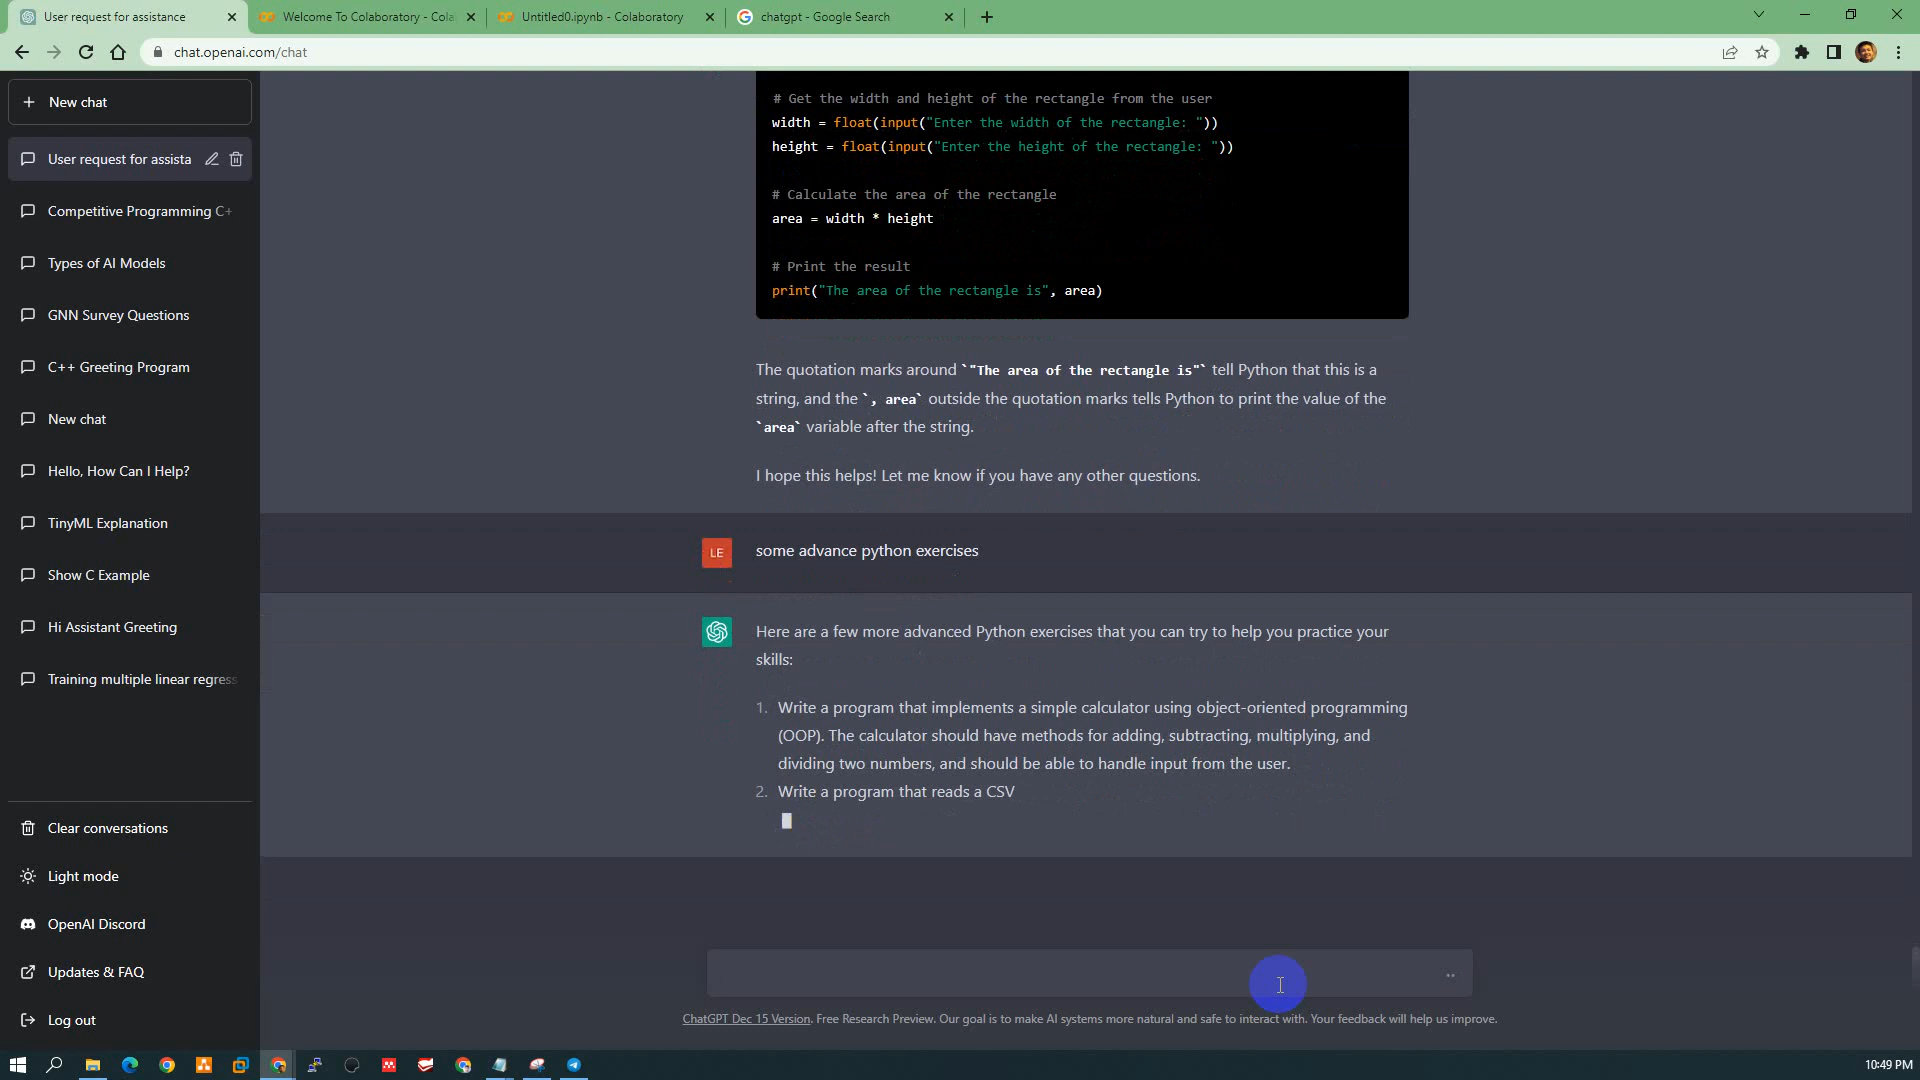 User request for assistance
Welcome To Colaboratory - Cola
Untitled0.ipynb - Colaboratory
chatgpt - Google Search
chat.openai.com/chat
New chat
User request for assista
Competitive Programming C+
Types of AI Models
GNN Survey Questions
C++ Greeting Program
New chat
Hello, How Can I Help?
TinyML Explanation
Show C Example
Hi Assistant Greeting
Training multiple linear regress
Clear conversations
Light mode
OpenAI Discord
Updates & FAQ
Log out
# Get the width and height of the rectangle from the user
width = float(input("Enter the width of the rectangle: "))
height = float(input("Enter the height of the rectangle: "))
# Calculate the area of the rectangle
area = width * height
# Print the result
print("The area of the rectangle is", area)
The quotation marks around `"The area of the rectangle is"` tell Python that this is a
string, and the `, area` outside the quotation marks tells Python to print the value of the
`area` variable after the string.
I hope this helps! Let me know if you have any other questions.
LE
some advance python exercises
Here are a few more advanced Python exercises that you can try to help you practice your
skills:
1. Write a program that implements a simple calculator using object-oriented programming
(OOP). The calculator should have methods for adding, subtracting, multiplying, and
dividing two numbers, and should be able to handle input from the user.
2. Write a program that reads a CSV
ChatGPT Dec 15 Version. Free Research Preview. Our goal is to make AI systems more natural and safe to interact with. Your feedback will help us improve.
10:49 PM